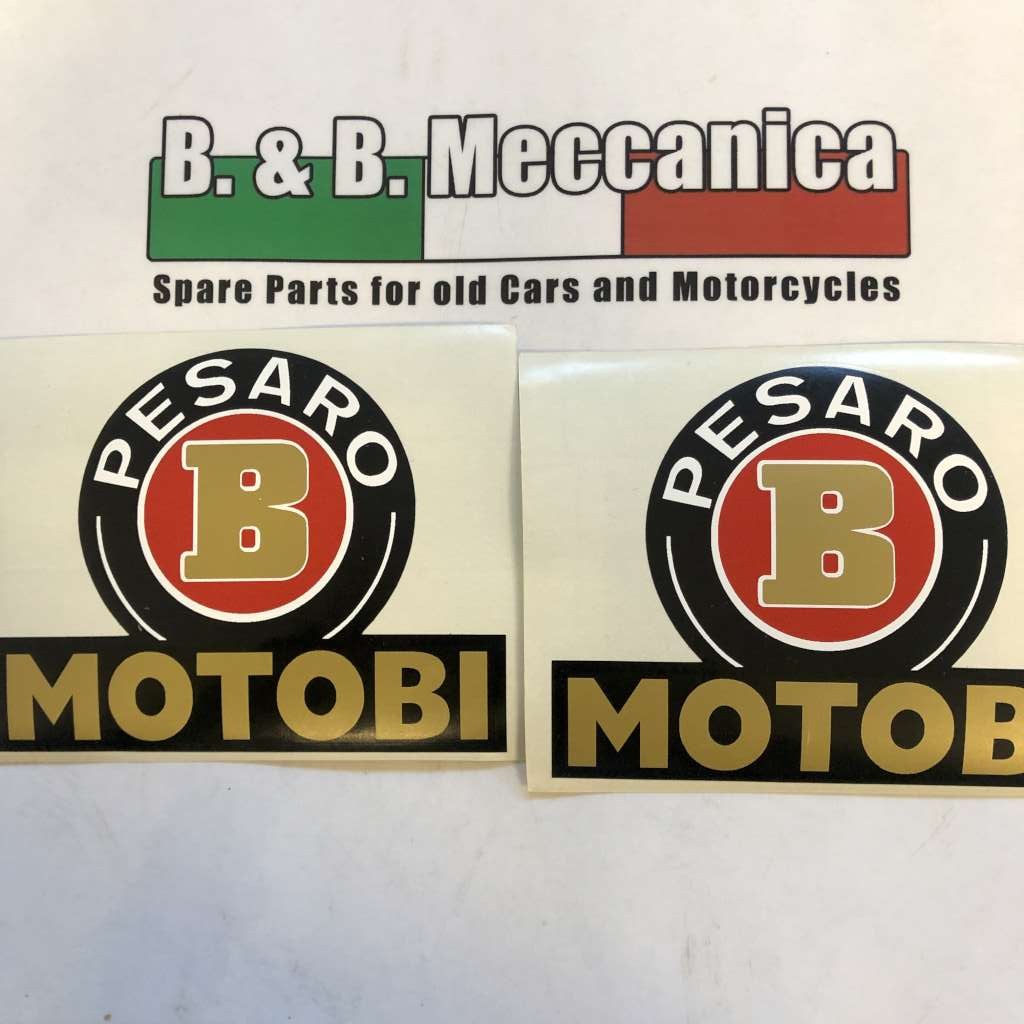 B. & B. Meccanica
Spare Parts for old Cars and Motorcycles
PESARO
B
MOTOBI
PESARO
B
MOTOB